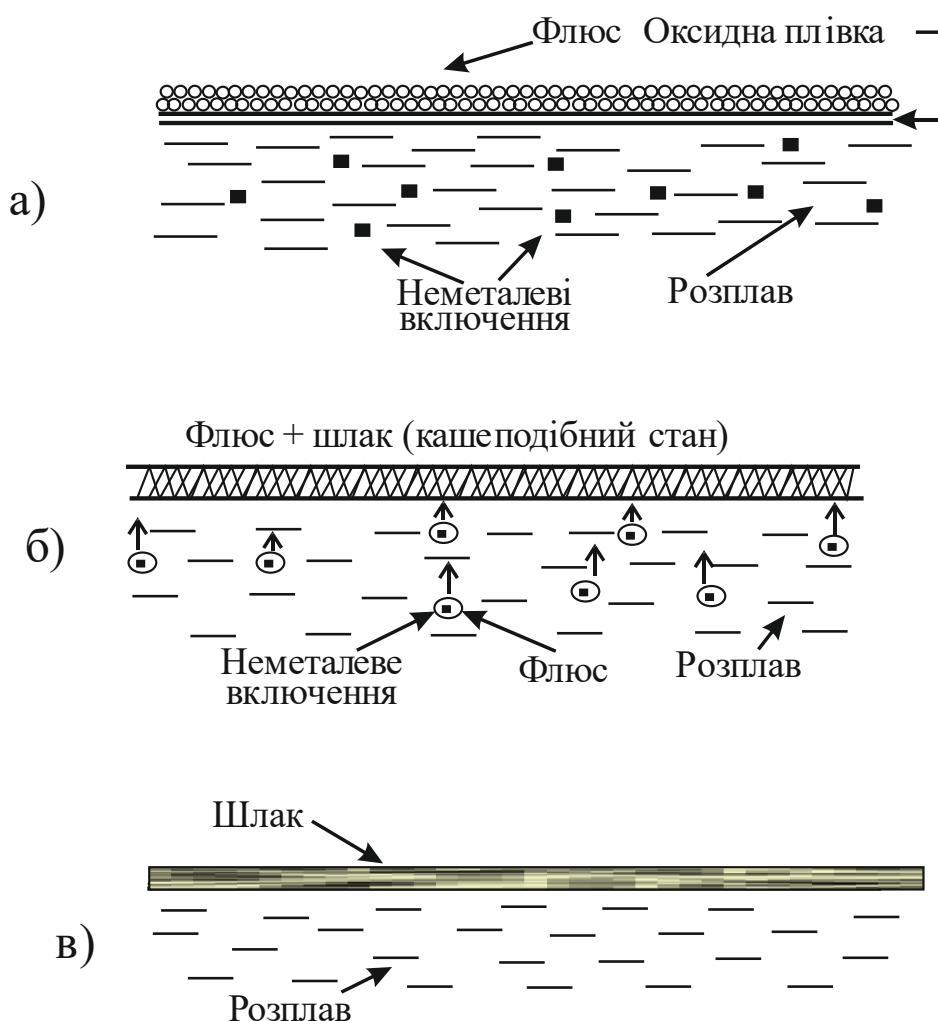 Флюс Оксидна плівка
а)
Неметалеві
включення
Розплав
Флюс + шлак (кашеподібний стан)
б)
Неметалеве
включення
Флюс
Розплав
Шлак
в)
Розплав